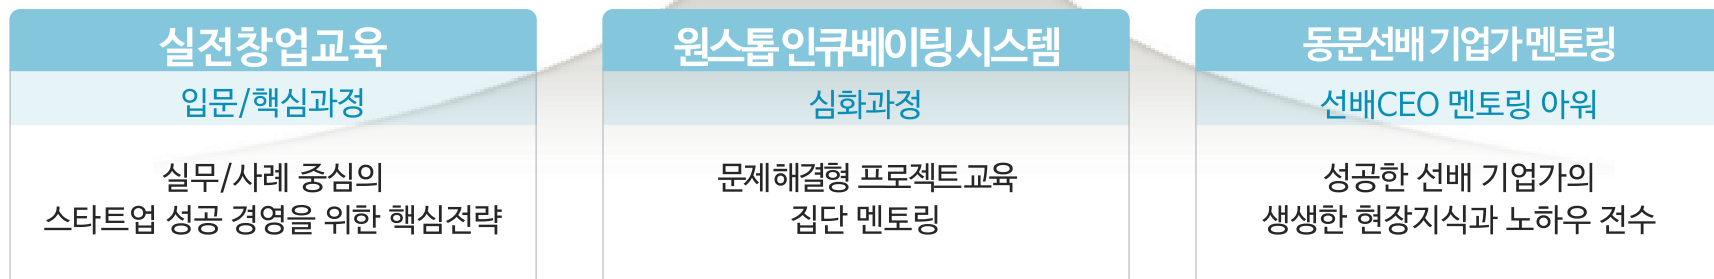 실전창업교육
입문/핵심과정
실무/사례 중심의
스타트업 성공 경영을 위한 핵심전략
원스톱 인큐베이팅 시스템
심화과정
문제해결형 프로젝트 교육
집단 멘토링
동문선배 기업가 멘토링
선배CEO 멘토링 아워
성공한 선배 기업가의
생생한 현장지식과 노하우 전수